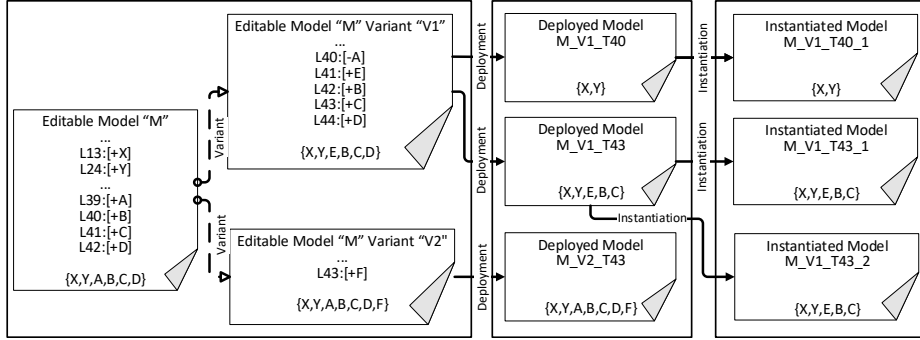 Editable Model “M”
...
L13:[+X]
L24:[+Y]
...
L39:[+A]
L40:[+B]
L41:[+C]
L42:[+D]
{X,Y,A,B,C,D}
Variant
Variant
Editable Model “M” Variant “V1”
...
L40:[-A]
L41:[+E]
L42:[+B]
L43:[+C]
L44:[+D]
{X,Y,E,B,C,D}
Editable Model “M” Variant “V2"
...
L43:[+F]
{X,Y,A,B,C,D,F}
Deployment
Deployment
Deployment
Deployed Model
M_V1_T40
{X,Y}
Deployed Model
M_V1_T43
{X,Y,E,B,C}
Deployed Model
M_V2_T43
{X,Y,A,B,C,D,F}
Instantiation
Instantiation
Instantiation
Instantiated Model
M_V1_T40_1
{X,Y}
Instantiated Model
M_V1_T43_1
{X,Y,E,B,C}
Instantiated Model
M_V1_T43_2
{X,Y,E,B,C}